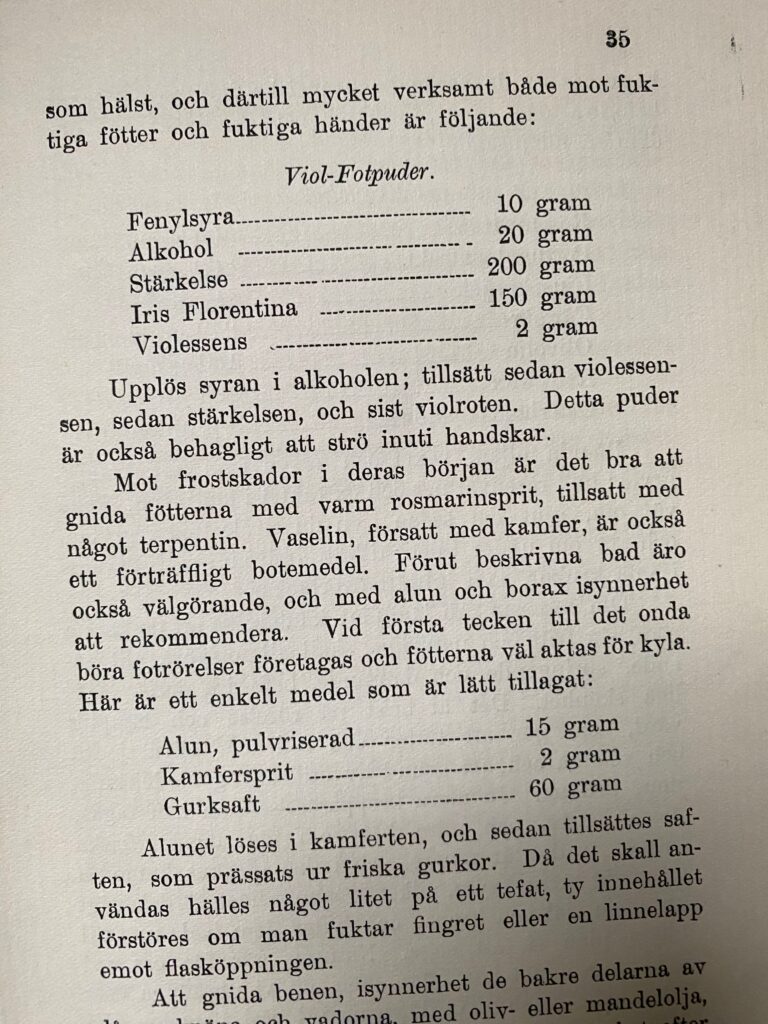 35
som hälst, och därtill mycket verksamt både mot fuk-
tiga fötter och fuktiga händer är följande:
Viol-Fotpuder.
Fenylsyra 10 gram
Alkohol 20 gram
Stärkelse 200 gram
Iris Florentina 150 gram
Violessens 2 gram
Upplös syran i alkoholen; tillsätt sedan violessen-
sen, sedan stärkelsen, och sist violroten. Detta puder
är också behagligt att strö inuti handskar.
Mot frostskador i deras början är det bra att
gnida fötterna med varm rosmarinsprit, tillsatt med
något terpentin. Vaselin, försatt med kamfer, är också
ett förträffligt botemedel. Förut beskrivna bad äro
också välgörande, och med alun och borax isynnerhet
att rekommendera. Vid första tecken till det onda
böra fotrörelser företagas och fötterna väl aktas för kyla.
Här är ett enkelt medel som är lätt tillagat:
Alun, pulvriserad 15 gram
Kamfersprit 2 gram
Gurksaft 60 gram
Alunet löses i kamferten, och sedan tillsättes saf-
ten, som prässats ur friska gurkor. Då det skall an-
vändas hälles något litet på ett tefat, ty innehållet
förstöres om man fuktar fingret eller en linnelapp
emot flasköppningen.
Att gnida benen, isynnerhet de bakre delarna av
och vadorna, med oliv- eller mandelolja,